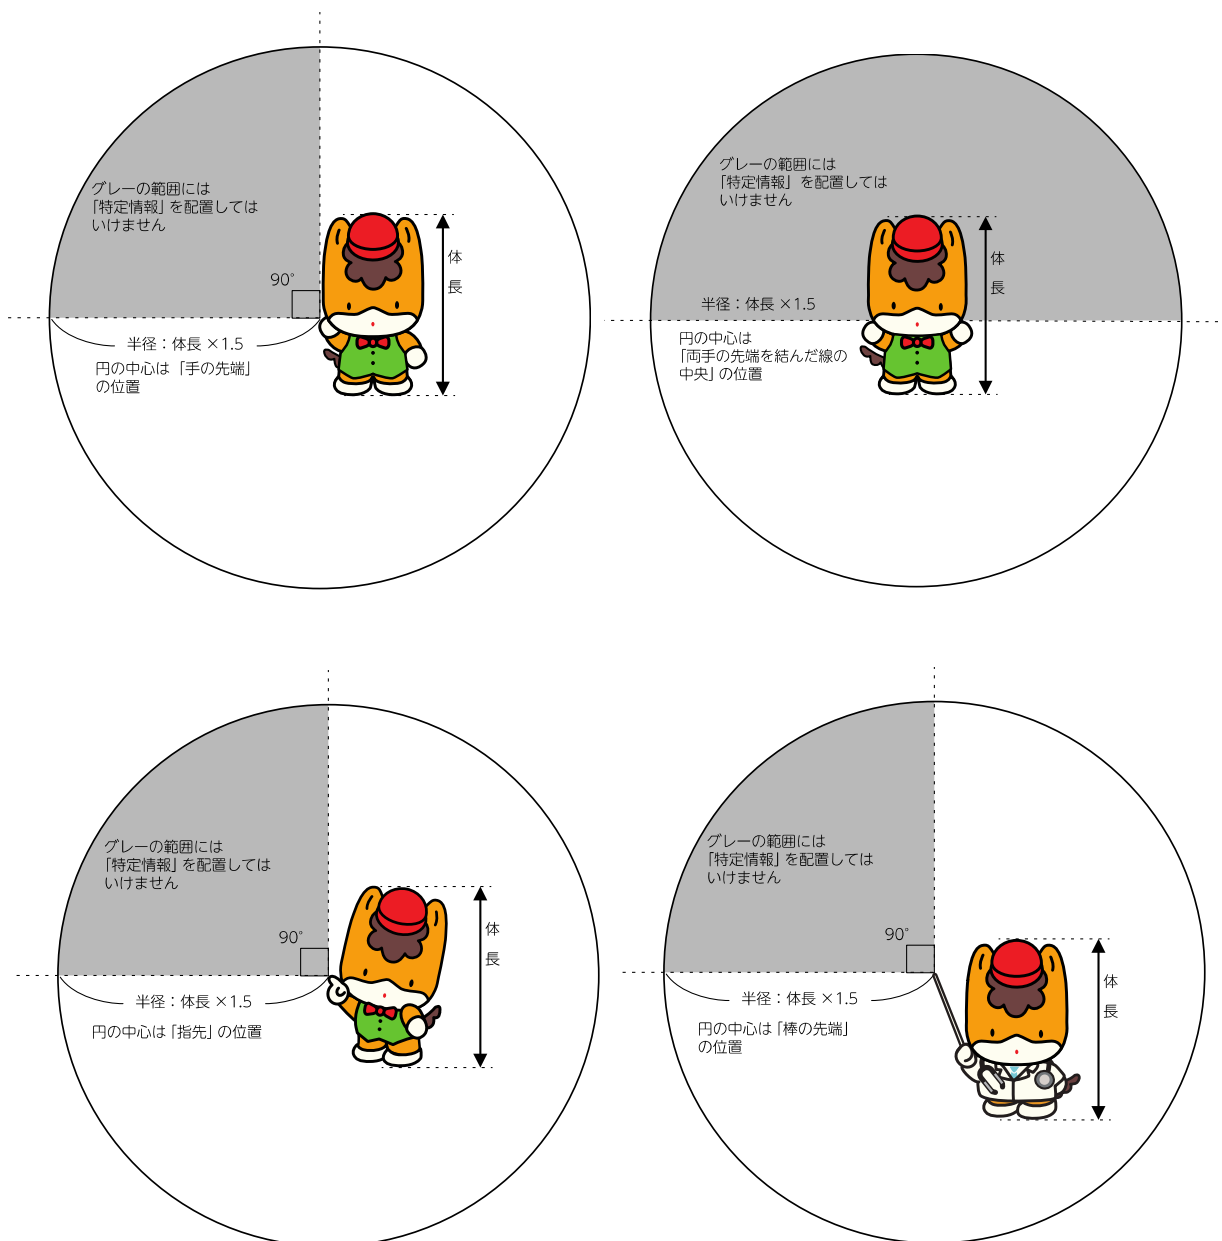 グレーの範囲には
「特定情報」を配置しては
いけません
90°
体長
半径：体長×1.5
円の中心は「手の先端」
の位置
グレーの範囲には
「特定情報」を配置しては
いけません
体長
半径：体長×1.5
円の中心は
「両手の先端を結んだ線の
中央」の位置
グレーの範囲には
「特定情報」を配置しては
いけません
90°
体長
半径：体長×1.5
円の中心は「指先」の位置
グレーの範囲には
「特定情報」を配置しては
いけません
90°
体長
半径：体長×1.5
円の中心は「棒の先端」
の位置